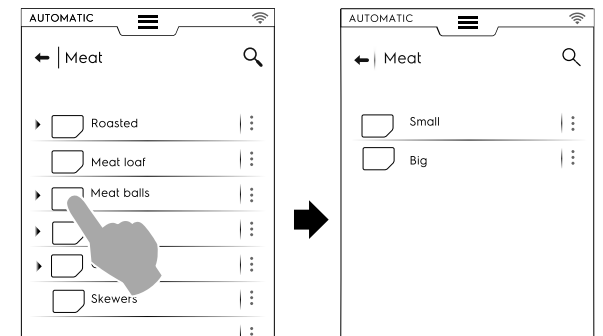 AUTOMATIC
Meat
Roasted
Meat loaf
Meat balls
Skewers
AUTOMATIC
Meat
Small
Big